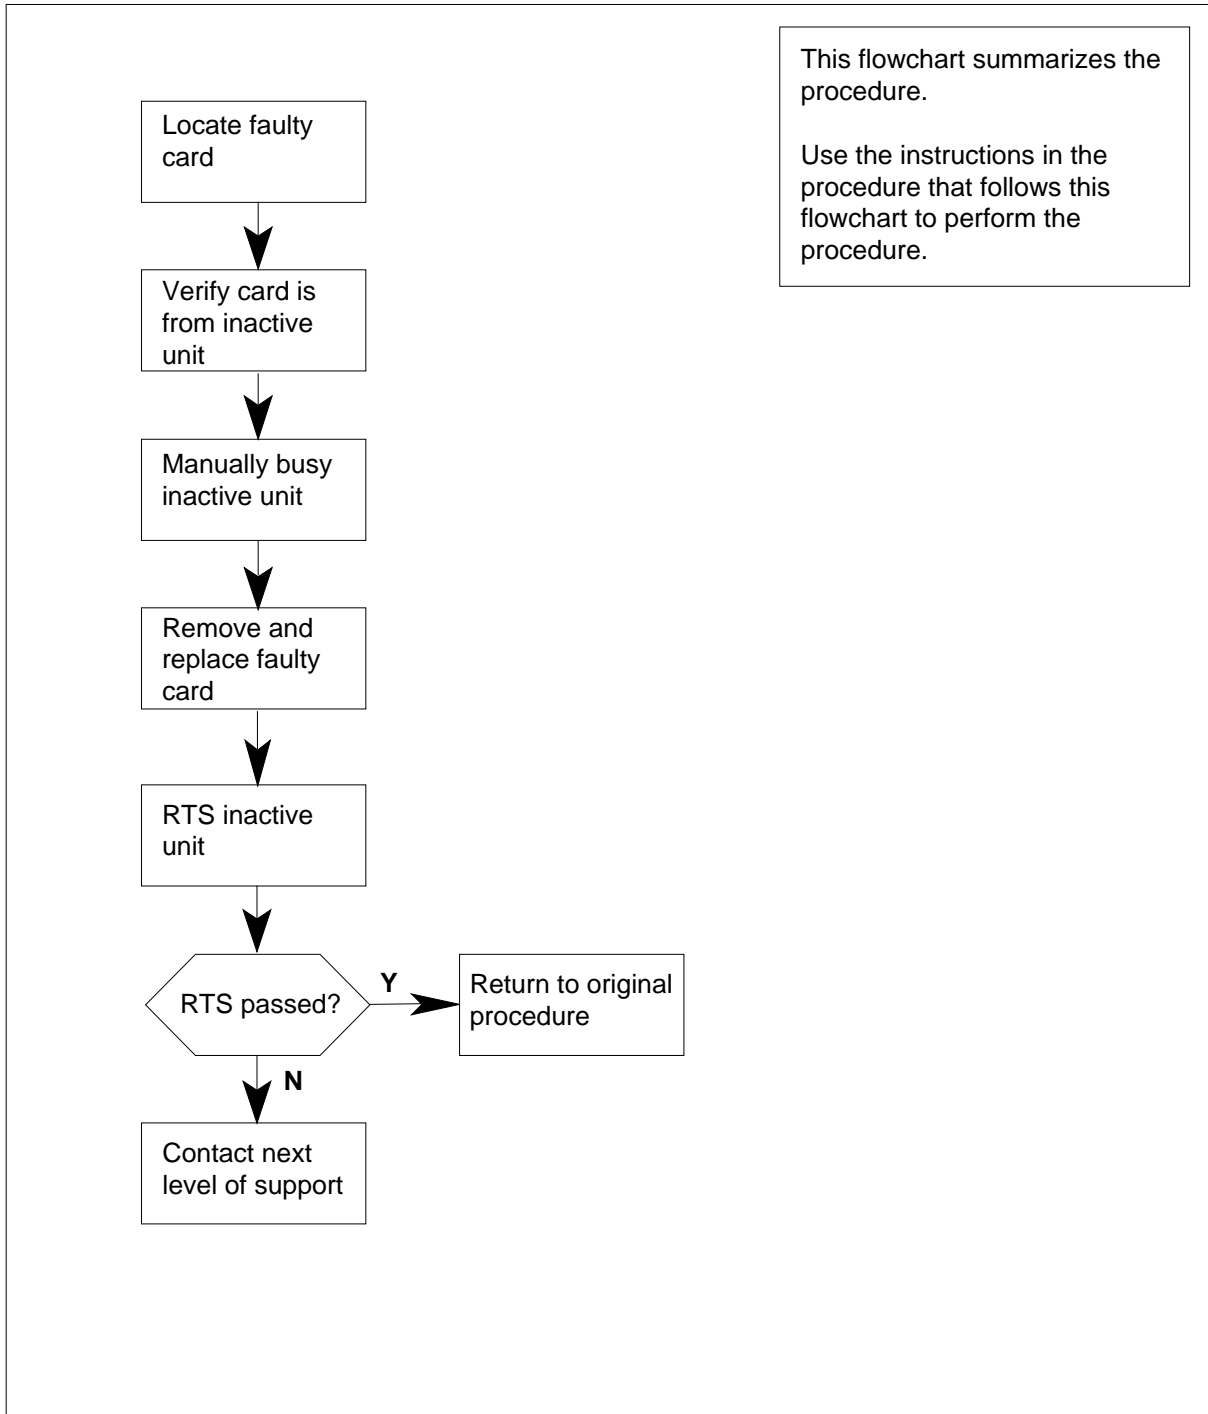 This flowchart summarizes the
procedure.
Use the instructions in the
procedure that follows this
flowchart to perform the
procedure.
Locate faulty
card
Verify card is
from inactive
unit
Manually busy
inactive unit
Remove and
replace faulty
card
RTS inactive
unit
RTS passed?
Y
Return to original
procedure
N
Contact next
level of support